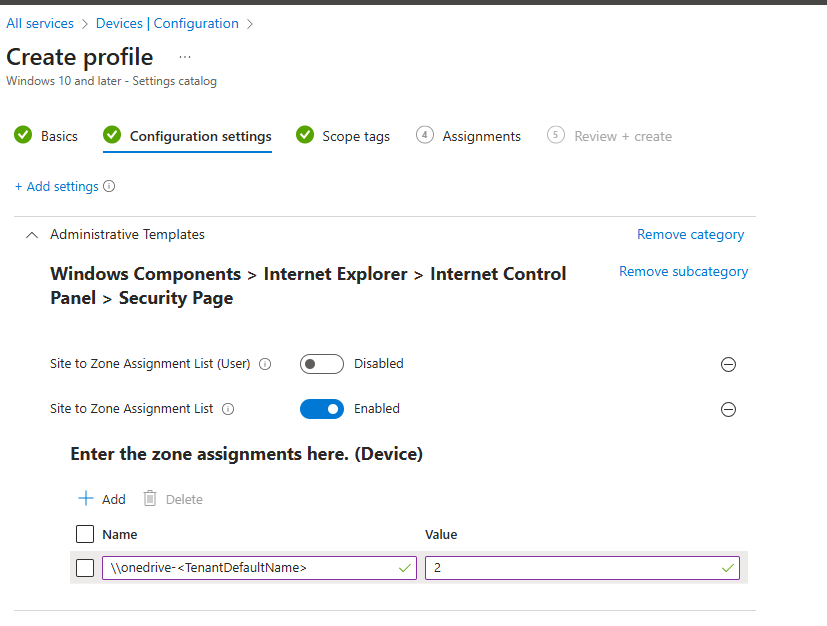 All services > Devices | Configuration >
Create profile ...
Windows 10 and later - Settings catalog
Basics Configuration settings Scope tags 4 Assignments 5 Review + create
+ Add settings
Administrative Templates Remove category
Windows Components > Internet Explorer > Internet Control Remove subcategory
Panel > Security Page
Site to Zone Assignment List (User) Disabled
Site to Zone Assignment List Enabled
Enter the zone assignments here. (Device)
+ Add Delete
Name Value
\\onedrive-<TenantDefaultName> 2